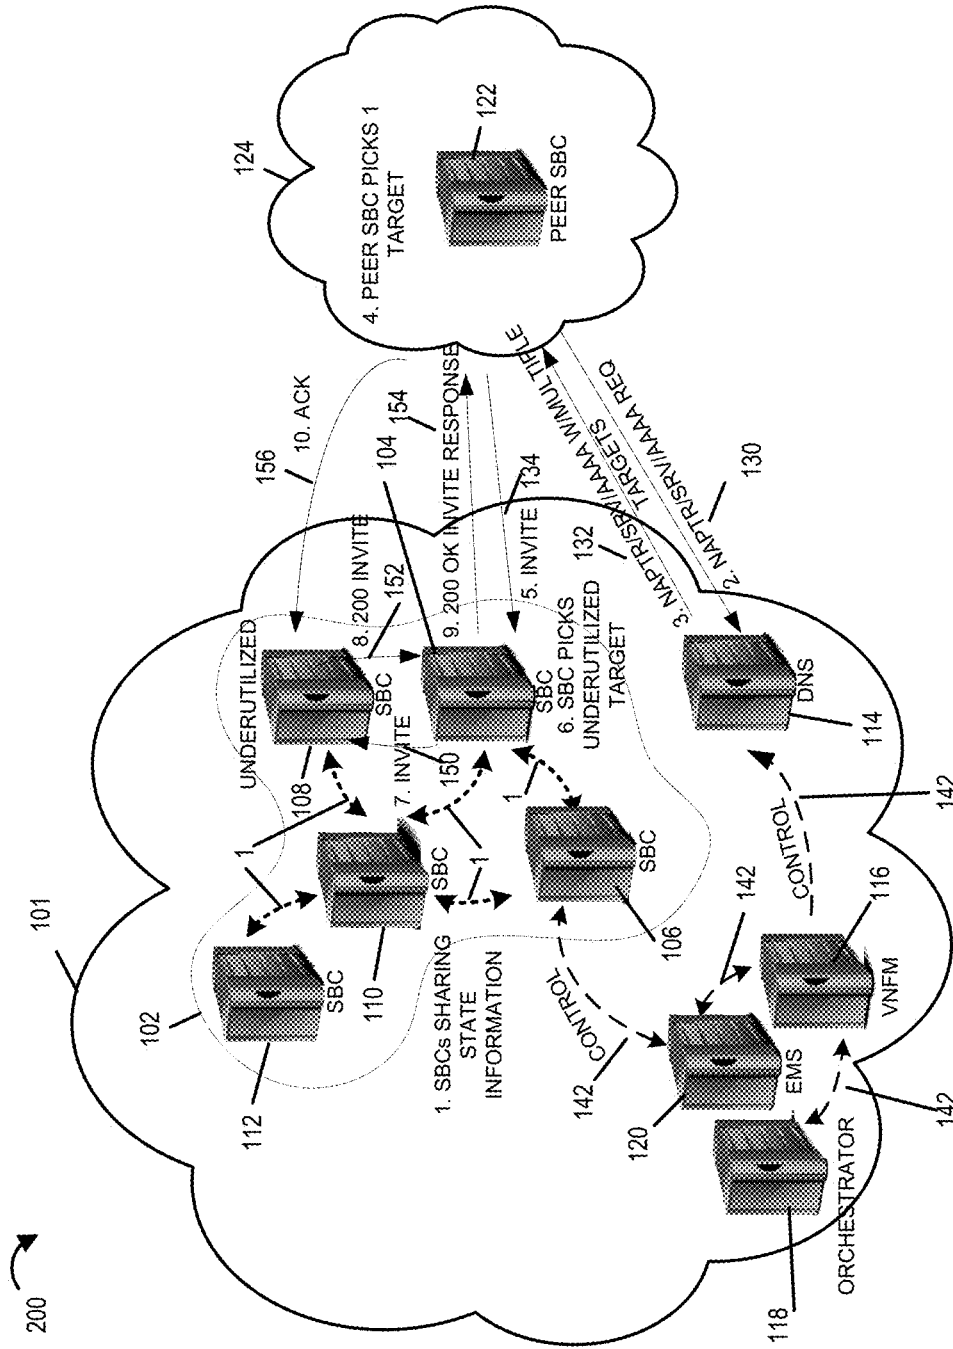 200
101
124
102
112
SBC
1
UNDERUTILIZED
108
SBC
110
SBC
1. SBCs SHARING
STATE
INFORMATION
1
1
7. INVITE
150
8. 200 INVITE
152
156
10. ACK
104
154
9. 200 OK INVITE RESPONSE
SBC
6. SBC PICKS
UNDERUTILIZED
TARGET
5. INVITE
134
1
106
SBC
4. PEER SBC PICKS 1
TARGET
122
PEER SBC
132
3. NAPTR/SRV/AAAA W/MULTIPLE
TARGETS
2. NAPTR/SRV/AAAA REQ
130
DNS
114
CONTROL
142
CONTROL
142
142
116
VNFM
120
EMS
142
118
ORCHESTRATOR